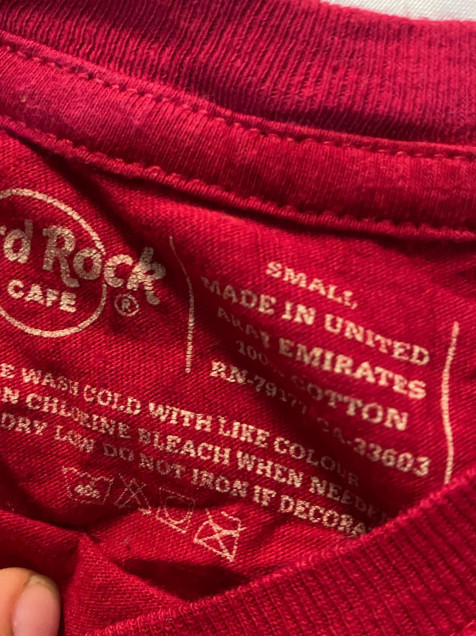 rd Rock
CAFE
®
SMALL
MADE IN UNITED
ARAB EMIRATES
100% COTTON
RN-79177 CA-33603
E WASH COLD WITH LIKE COLOUR
N CHLORINE BLEACH WHEN NEEDE
DRY LOW DO NOT IRON IF DECORA